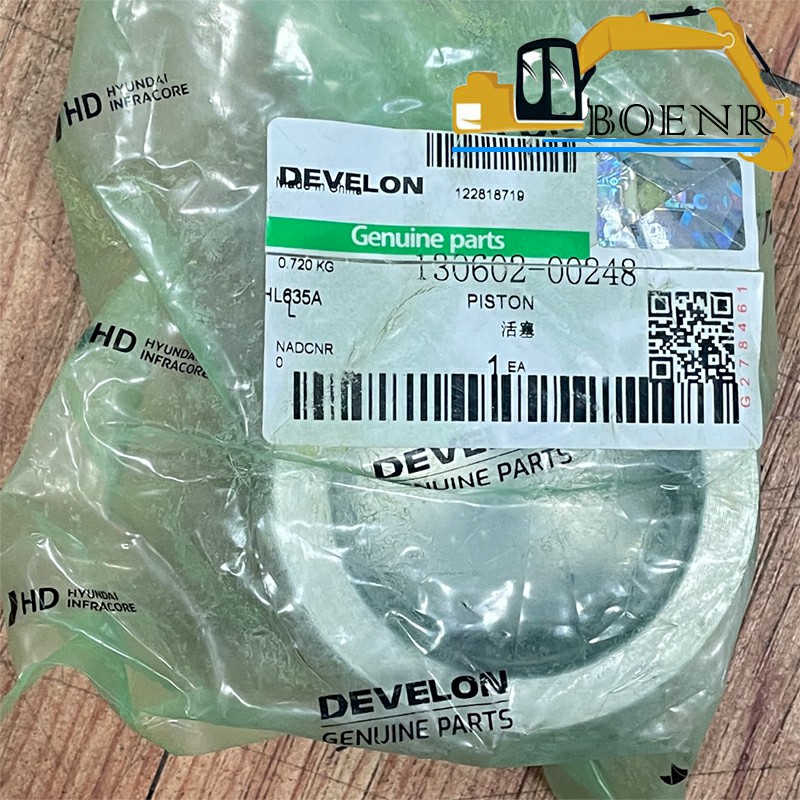 BOENR
HD HYUNDAI
INFRACORE
DEVELON
Made in China
122818719
Genuine parts
0.720 KG
130602-00248
HL635A
L
PISTON
活塞
NADCNR
0
1 EA
G278461
HD HYUNDAI
INFRACORE
DEVELON
GENUINE PARTS
HD HYUNDAI
INFRACORE
DEVELON
GENUINE PARTS